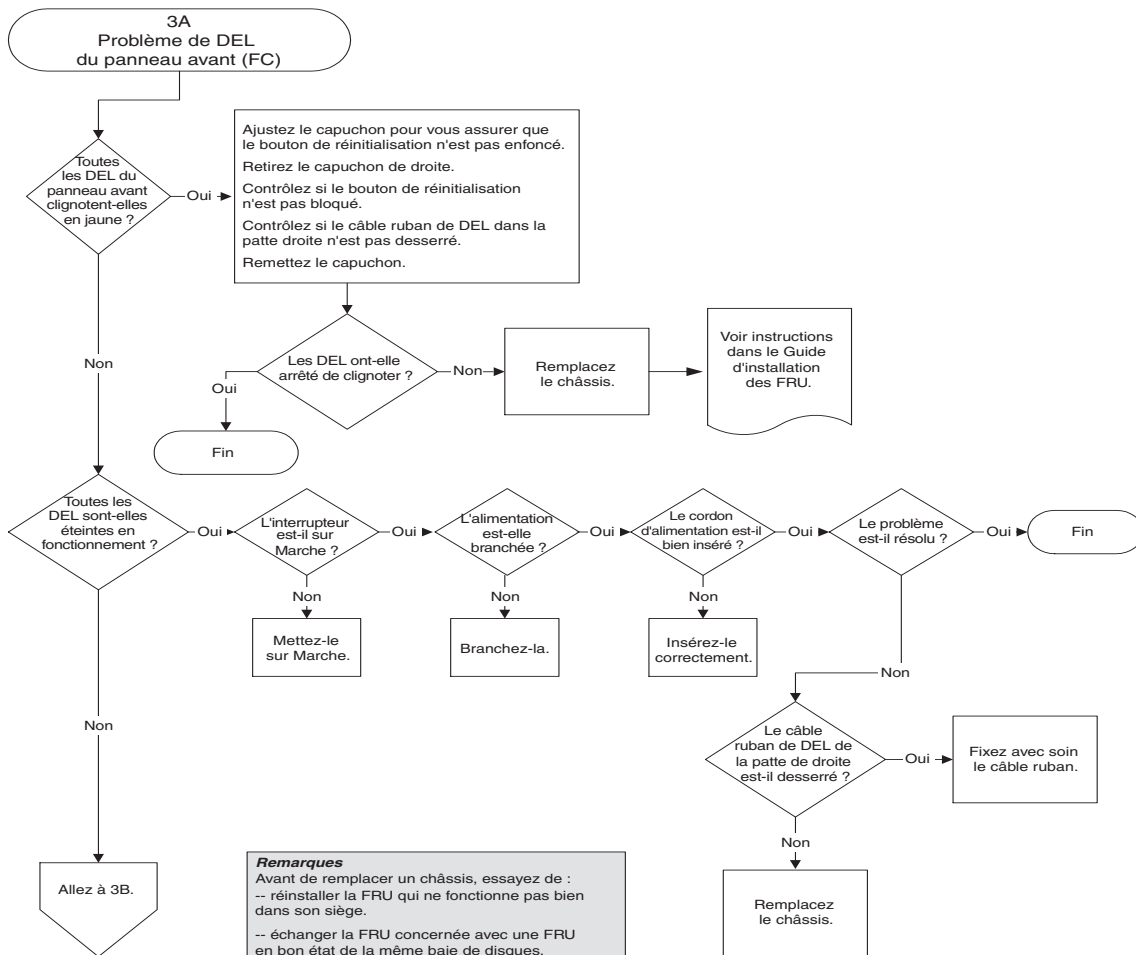 3A
Problème de DEL
du panneau avant (FC)
Toutes
les DEL du
panneau avant
clignotent-elles
en jaune ?
Oui
Ajustez le capuchon pour vous assurer que
le bouton de réinitialisation n'est pas enfoncé.
Retirez le capuchon de droite.
Contrôlez si le bouton de réinitialisation
n'est pas bloqué.
Contrôlez si le câble ruban de DEL dans la
patte droite n'est pas desserré.
Remettez le capuchon.
Non
Les DEL ont-elle
arrêté de clignoter ?
Non
Remplacez
le châssis.
Voir instructions
dans le Guide
d'installation
des FRU.
Oui
Fin
Toutes les
DEL sont-elles
éteintes en
fonctionnement ?
Oui
L'interrupteur
est-il sur
Marche ?
Oui
L'alimentation
est-elle
branchée ?
Oui
Le cordon
d'alimentation est-il
bien inséré ?
Oui
Le problème
est-il résolu ?
Oui
Fin
Non
Mettez-le
sur Marche.
Non
Branchez-la.
Non
Insérez-le
correctement.
Non
Non
Le câble
ruban de DEL de
la patte de droite
est-il desserré ?
Oui
Fixez avec soin
le câble ruban.
Non
Remplacez
le châssis.
Allez à 3B.
Remarques
Avant de remplacer un châssis, essayez de :
-- réinstaller la FRU qui ne fonctionne pas bien
dans son siège.
-- échanger la FRU concernée avec une FRU
en bon état de la même baie de disques.